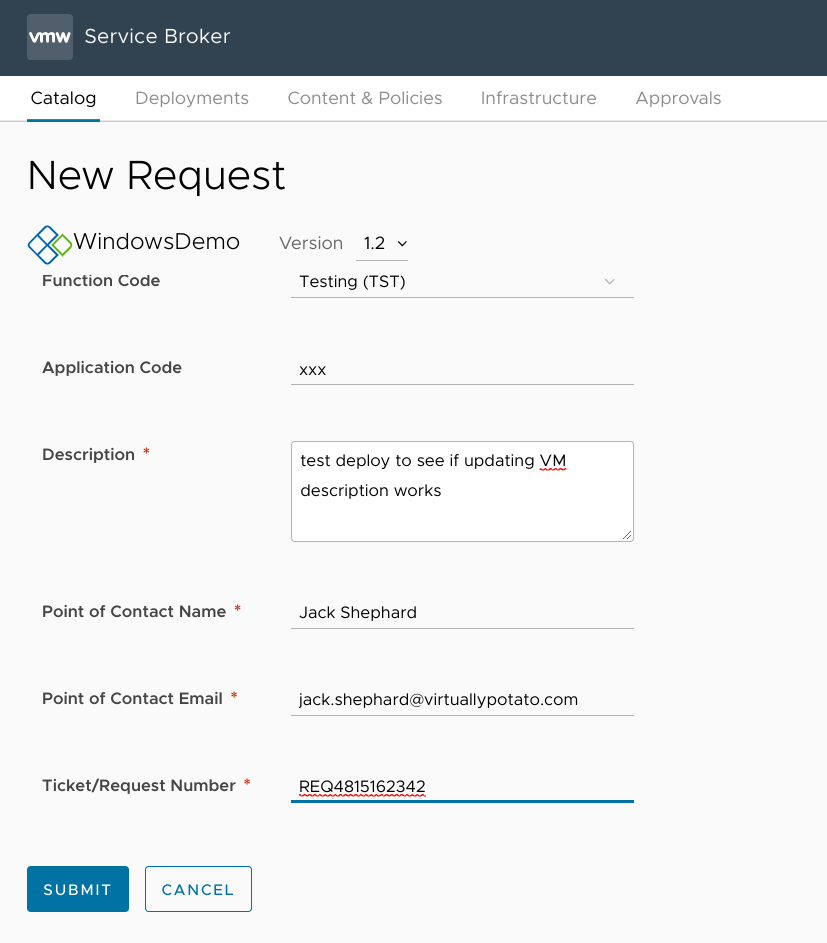 vmw Service Broker
Catalog Deployments Content & Policies Infrastructure Approvals
New Request
WindowsDemo Version 1.2
Function Code Testing (TST)
Application Code xxx
Description * test deploy to see if updating VM
description works
Point of Contact Name * Jack Shephard
Point of Contact Email * jack.shephard@virtuallypotato.com
Ticket/Request Number * REQ4815162342
SUBMIT CANCEL